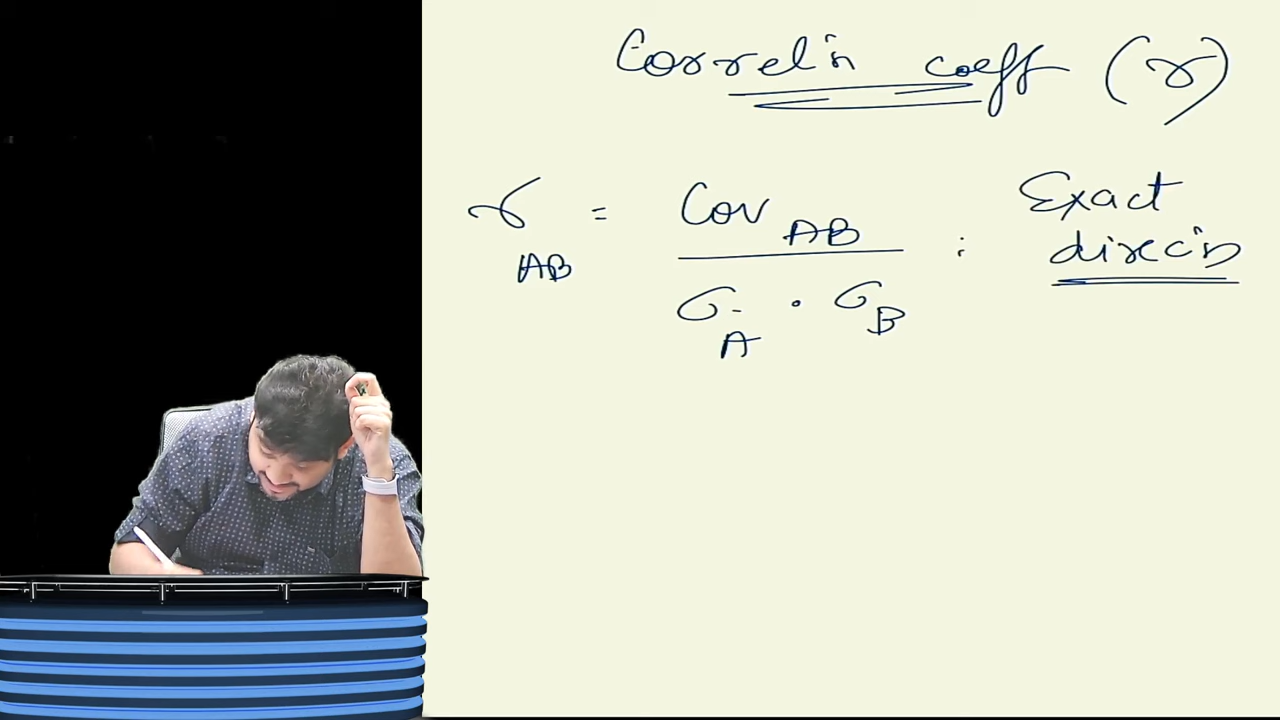 Correl'n coeff (r)
r AB = Cov AB / σA . σB : Exact direc'n